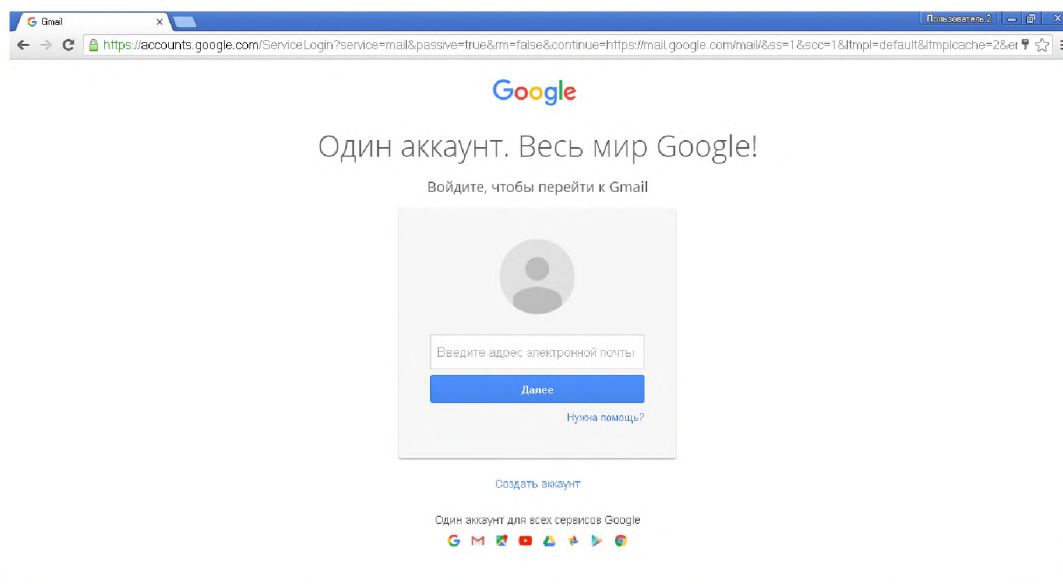 Gmail
Пользователь 2
https://accounts.google.com/ServiceLogin?service=mail&passive=true&rm=false&continue=https://mail.google.com/mail/&ss=1&scc=1&ltmpl=default&ltmplcache=2&er
Google
Один аккаунт. Весь мир Google!
Войдите, чтобы перейти к Gmail
Введите адрес электронной почты
Далее
Нужна помощь?
Создать аккаунт
Один аккаунт для всех сервисов Google